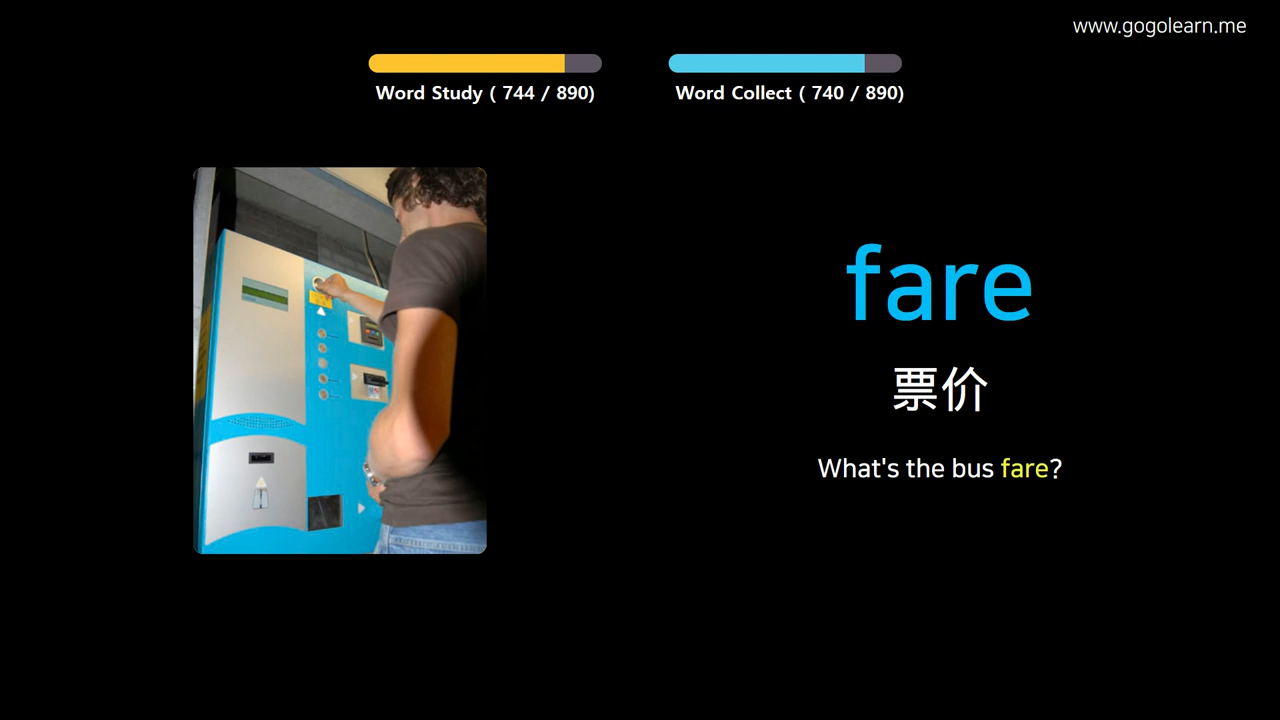 www.gogolearn.me
Word Study ( 744 / 890)
Word Collect ( 740 / 890)
fare
票价
What's the bus fare?